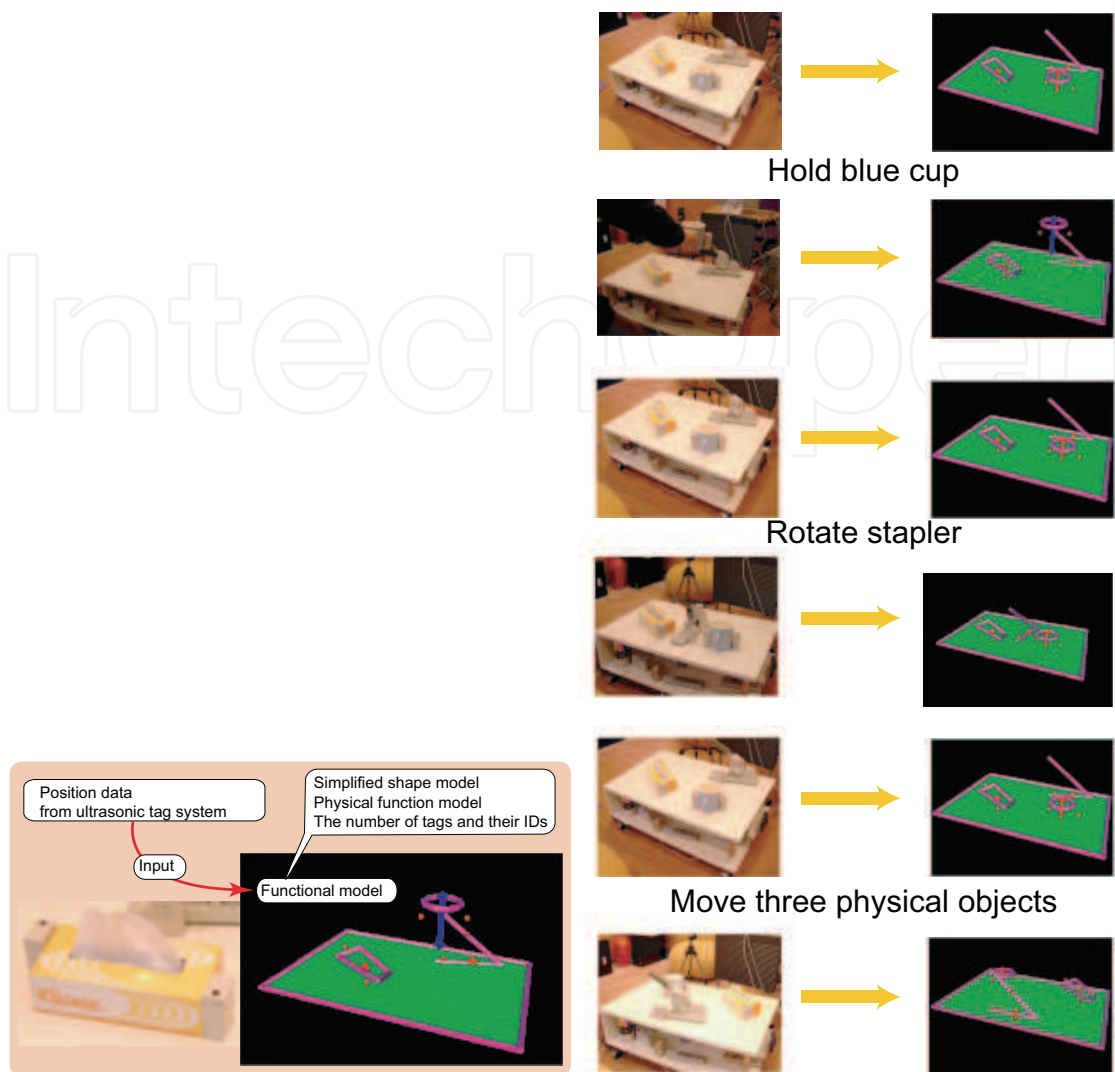 Hold blue cup
Rotate stapler
Position data
from ultrasonic tag system
Simplified shape model
Physical function model
The number of tags and their IDs
Input
Functional model
Move three physical objects